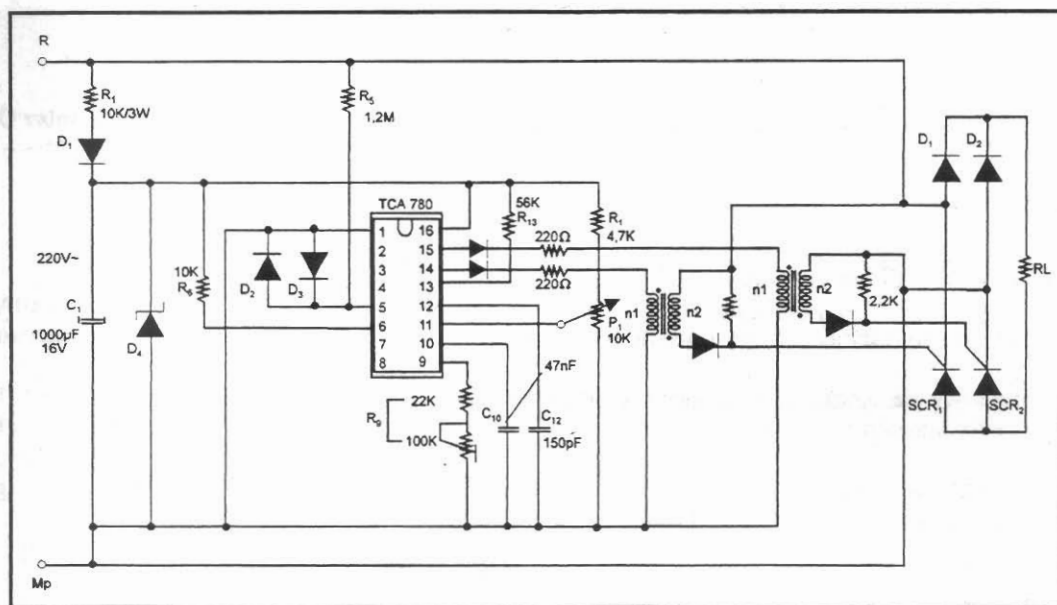 R
R₁
10K/3W
D₁
R₅
1,2M
TCA 780
56K
R₁₃
R₁
4,7K
220Ω
220Ω
10K
R₆
D₂
D₃
1 16
2 15
3 14
4 13
5 12
6 11
7 10
8 9
220V~
C₁
1000µF
16V
D₄
P₁
10K
n1
n2
n1
n2
2,2K
D₁
D₂
RL
SCR₁
SCR₂
47nF
22K
R₉
100K
C₁₀
C₁₂
150pF
Mp